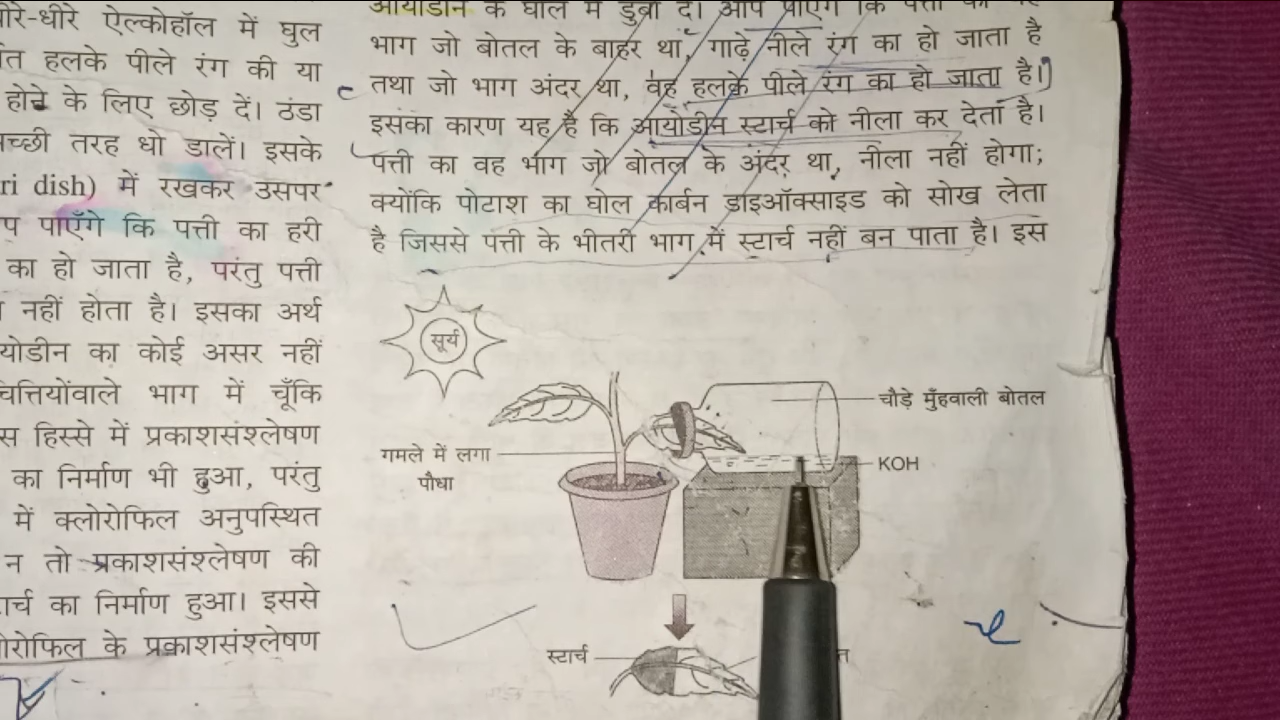 धीरे-धीरे ऐल्कोहॉल में घुल
हलके पीले रंग की या
होने के लिए छोड़ दें। ठंडा
अच्छी तरह धो डालें। इसके
ri dish) में रखकर उसपर
पाएँगे कि पत्ती का हरी
का हो जाता है, परंतु पत्ती
नहीं होता है। इसका अर्थ
योडीन का कोई असर नहीं
चित्तियोंवाले भाग में चूँकि
स हिस्से में प्रकाशसंश्लेषण
का निर्माण भी हुआ, परंतु
में क्लोरोफिल अनुपस्थित
न तो प्रकाशसंश्लेषण की
र्च का निर्माण हुआ। इससे
लोरोफिल के प्रकाशसंश्लेषण
आयोडीन के घोल में डुबा दें। आप पाएँगे कि पत्ती का
भाग जो बोतल के बाहर था, गाढ़े नीले रंग का हो जाता है
तथा जो भाग अंदर था, वह हलके पीले रंग का हो जाता है।
इसका कारण यह है कि आयोडीन स्टार्च को नीला कर देता है।
पत्ती का वह भाग जो बोतल के अंदर था, नीला नहीं होगा;
क्योंकि पोटाश का घोल कार्बन डाइऑक्साइड को सोख लेता
है जिससे पत्ती के भीतरी भाग में स्टार्च नहीं बन पाता है। इस
सूर्य
चौड़े मुँहवाली बोतल
गमले में लगा
पौधा
KOH
स्टार्च